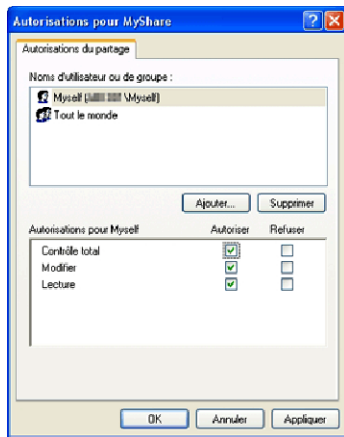 Autorisations pour MyShare
Autorisations du partage
Noms d'utilisateur ou de groupe :
Myself ( \Myself)
Tout le monde
Ajouter... Supprimer
Autorisations pour Myself Autoriser Refuser
Contrôle total
Modifier
Lecture
OK Annuler Appliquer